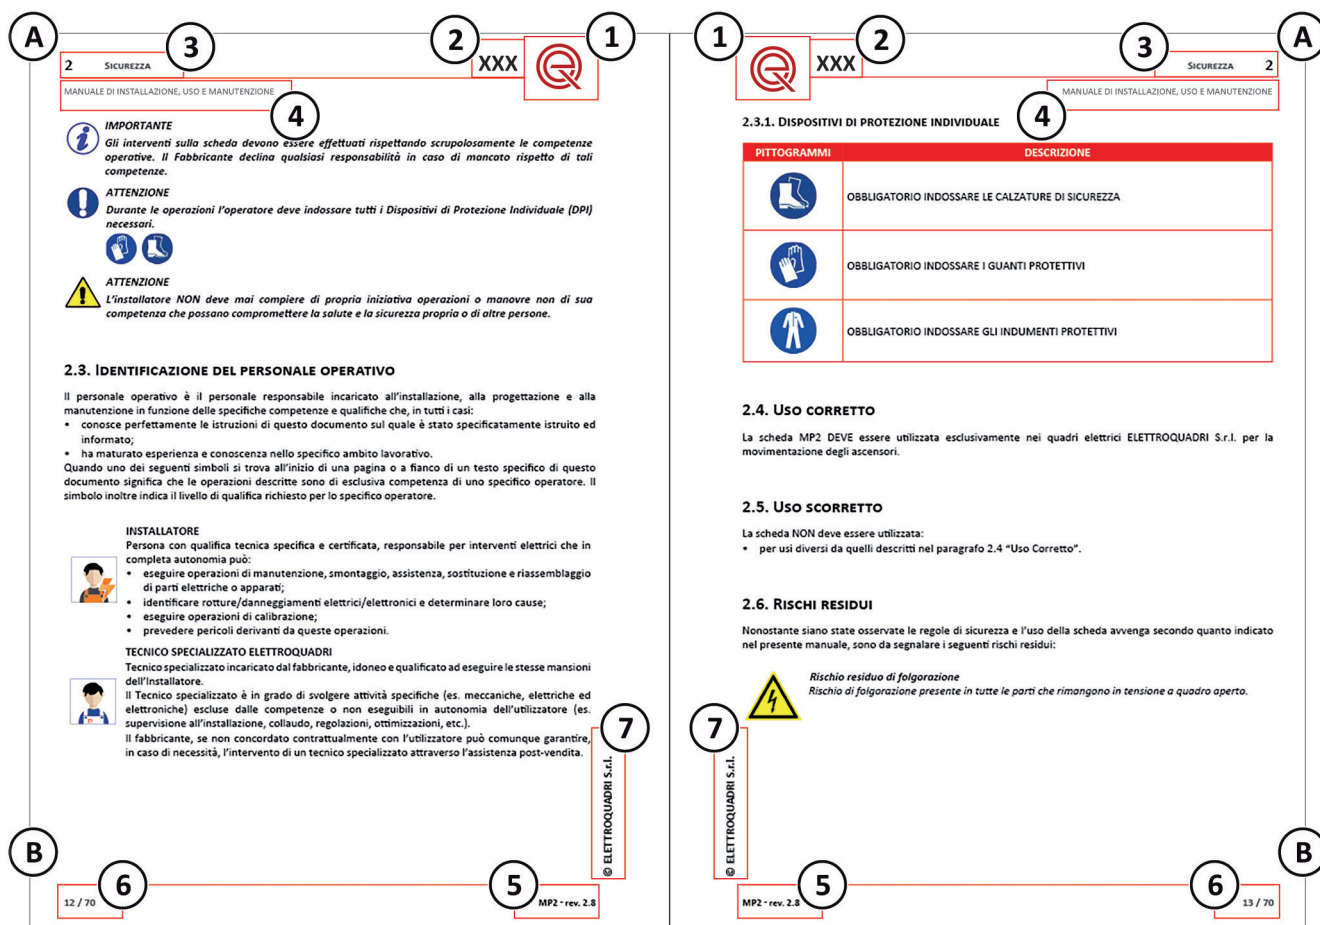 A
3
2
1
2 SICUREZZA
XXX
MANUALE DI INSTALLAZIONE, USO E MANUTENZIONE
4
IMPORTANTE
Gli interventi sulla scheda devono essere effettuati rispettando scrupolosamente le competenze
operative. Il Fabbricante declina qualsiasi responsabilità in caso di mancato rispetto di tali
competenze.
ATTENZIONE
Durante le operazioni l'operatore deve indossare tutti i Dispositivi di Protezione Individuale (DPI)
necessari.
ATTENZIONE
L'installatore NON deve mai compiere di propria iniziativa operazioni o manovre non di sua
competenza che possano compromettere la salute e la sicurezza propria o di altre persone.
2.3. IDENTIFICAZIONE DEL PERSONALE OPERATIVO
Il personale operativo è il personale responsabile incaricato all'installazione, alla progettazione e alla
manutenzione in funzione delle specifiche competenze e qualifiche che, in tutti i casi:
• conosce perfettamente le istruzioni di questo documento sul quale è stato specificatamente istruito ed
informato;
• ha maturato esperienza e conoscenza nello specifico ambito lavorativo.
Quando uno dei seguenti simboli si trova all'inizio di una pagina o a fianco di un testo specifico di questo
documento significa che le operazioni descritte sono di esclusiva competenza di uno specifico operatore. Il
simbolo inoltre indica il livello di qualifica richiesto per lo specifico operatore.
INSTALLATORE
Persona con qualifica tecnica specifica e certificata, responsabile per interventi elettrici che in
completa autonomia può:
• eseguire operazioni di manutenzione, smontaggio, assistenza, sostituzione e riassemblaggio
di parti elettriche o apparati;
• identificare rotture/danneggiamenti elettrici/elettronici e determinare loro cause;
• eseguire operazioni di calibrazione;
• prevedere pericoli derivanti da queste operazioni.
TECNICO SPECIALIZZATO ELETTROQUADRI
Tecnico specializzato incaricato dal fabbricante, idoneo e qualificato ad eseguire le stesse mansioni
dell'Installatore.
Il Tecnico specializzato è in grado di svolgere attività specifiche (es. meccaniche, elettriche ed
elettroniche) escluse dalle competenze o non eseguibili in autonomia dell'utilizzatore (es.
supervisione all'installazione, collaudo, regolazioni, ottimizzazioni, etc.).
Il fabbricante, se non concordato contrattualmente con l'utilizzatore può comunque garantire,
in caso di necessità, l'intervento di un tecnico specializzato attraverso l'assistenza post-vendita.
7
© ELETTROQUADRI S.r.l.
B
6
5
12 / 70
MP2 - rev. 2.8
1
2
3
A
XXX
SICUREZZA 2
MANUALE DI INSTALLAZIONE, USO E MANUTENZIONE
4
2.3.1. DISPOSITIVI DI PROTEZIONE INDIVIDUALE
PITTOGRAMMI DESCRIZIONE
OBBLIGATORIO INDOSSARE LE CALZATURE DI SICUREZZA
OBBLIGATORIO INDOSSARE I GUANTI PROTETTIVI
OBBLIGATORIO INDOSSARE GLI INDUMENTI PROTETTIVI
2.4. USO CORRETTO
La scheda MP2 DEVE essere utilizzata esclusivamente nei quadri elettrici ELETTROQUADRI S.r.l. per la
movimentazione degli ascensori.
2.5. USO SCORRETTO
La scheda NON deve essere utilizzata:
• per usi diversi da quelli descritti nel paragrafo 2.4 “Uso Corretto”.
2.6. RISCHI RESIDUI
Nonostante siano state osservate le regole di sicurezza e l'uso della scheda avvenga secondo quanto indicato
nel presente manuale, sono da segnalare i seguenti rischi residui:
Rischio residuo di folgorazione
Rischio di folgorazione presente in tutte le parti che rimangono in tensione a quadro aperto.
7
© ELETTROQUADRI S.r.l.
B
5
6
MP2 - rev. 2.8
13 / 70